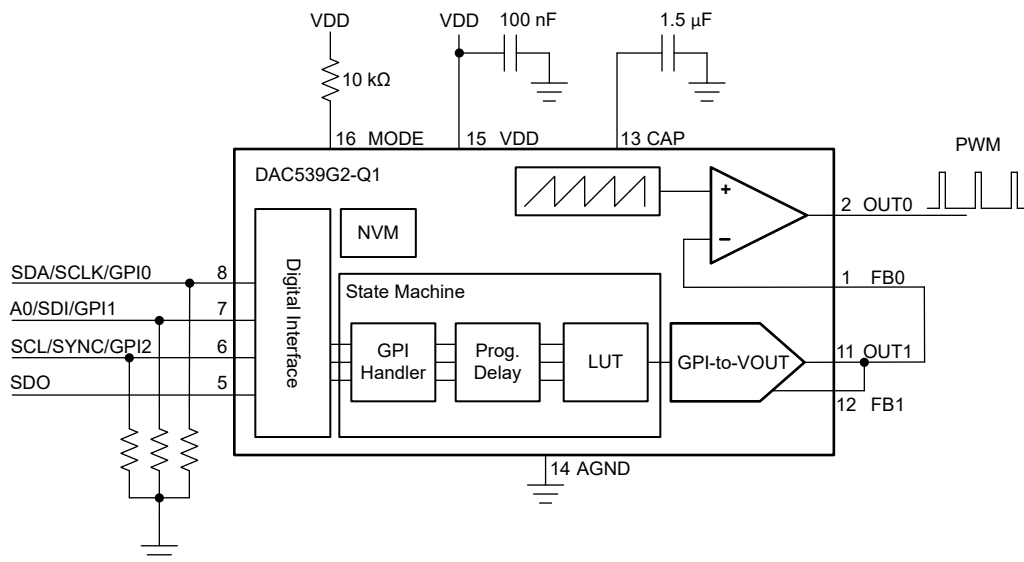 VDD
VDD
100 nF
1.5 µF
10 kΩ
16 MODE
15 VDD
13 CAP
PWM
DAC539G2-Q1
+
–
2 OUT0
NVM
SDA/SCLK/GPI0
8
1 FB0
Digital Interface
State Machine
A0/SDI/GPI1
7
SCL/SYNC/GPI2
6
GPI
Handler
Prog.
Delay
LUT
GPI-to-VOUT
11 OUT1
SDO
5
12 FB1
14 AGND